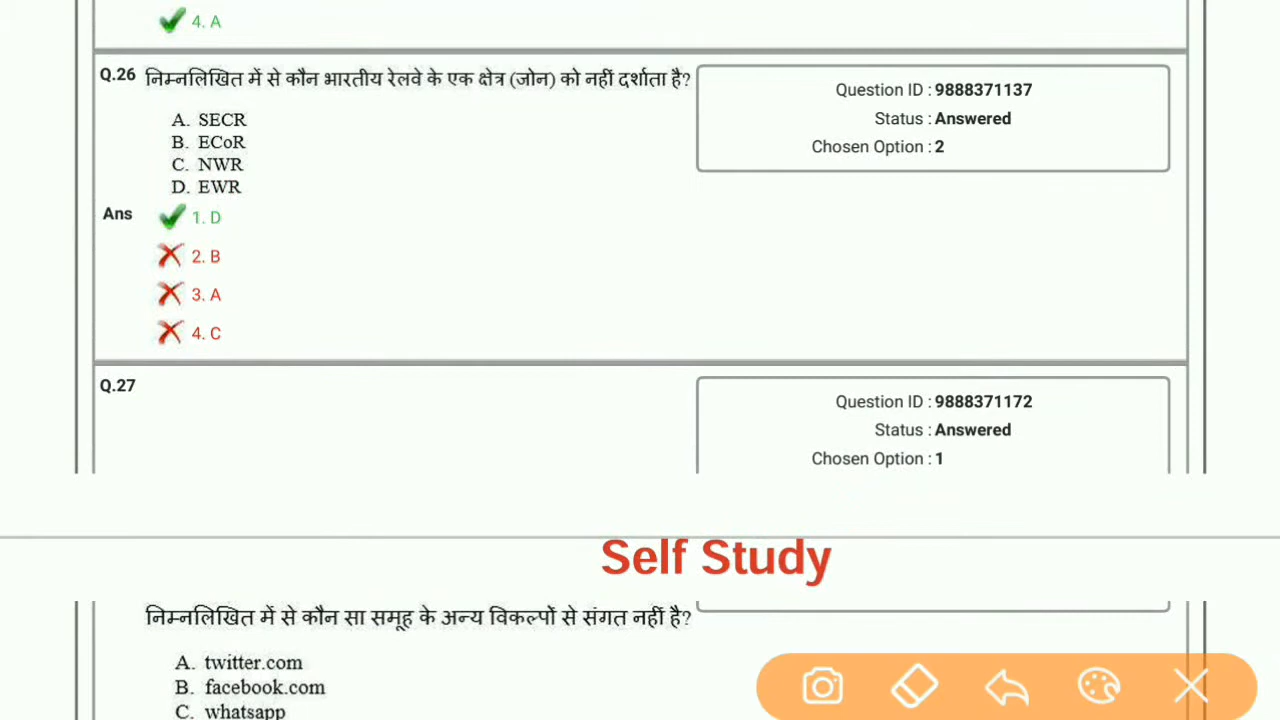 4. A
Q.26 निम्नलिखित में से कौन भारतीय रेलवे के एक क्षेत्र (जोन) को नहीं दर्शाता है?
Question ID : 9888371137
Status : Answered
Chosen Option : 2
A. SECR
B. ECoR
C. NWR
D. EWR
Ans
1. D
2. B
3. A
4. C
Q.27
Question ID : 9888371172
Status : Answered
Chosen Option : 1
Self Study
निम्नलिखित में से कौन सा समूह के अन्य विकल्पों से संगत नहीं है?
A. twitter.com
B. facebook.com
C. whatsapp